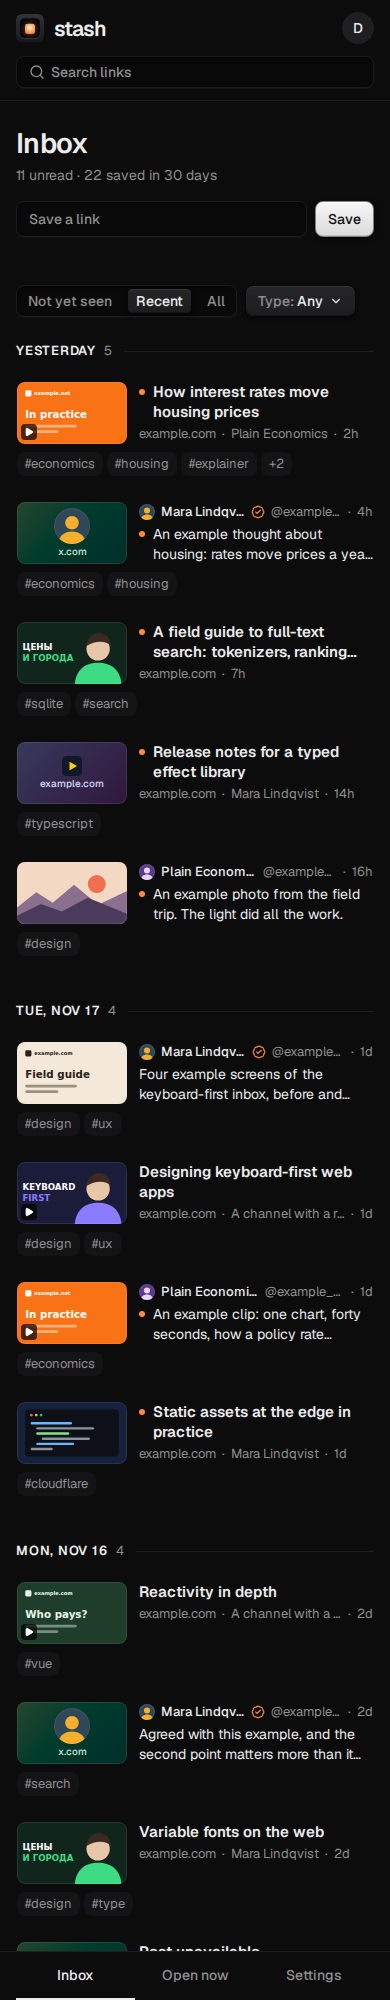 stash
D
Search links
Inbox
11 unread · 22 saved in 30 days
Save a link
Save
Not yet seen
Recent
All
Type: Any
YESTERDAY 5
example.net
In practice
How interest rates move
housing prices
example.com · Plain Economics · 2h
#economics
#housing
#explainer
+2
x.com
Mara Lindqv... @example... · 4h
An example thought about
housing: rates move prices a yea...
#economics
#housing
ЦЕНЫ
И ГОРОДА
A field guide to full-text
search: tokenizers, ranking...
example.com · 7h
#sqlite
#search
example.com
Release notes for a typed
effect library
example.com · Mara Lindqvist · 14h
#typescript
Plain Econom... @example... · 16h
An example photo from the field
trip. The light did all the work.
#design
TUE, NOV 17 4
example.com
Field guide
Mara Lindqv... @example... · 1d
Four example screens of the
keyboard-first inbox, before and...
#design
#ux
KEYBOARD
FIRST
Designing keyboard-first web
apps
example.com · A channel with a r... · 1d
#design
#ux
example.net
In practice
Plain Economi... @example_... · 1d
An example clip: one chart, forty
seconds, how a policy rate...
#economics
Static assets at the edge in
practice
example.com · Mara Lindqvist · 1d
#cloudflare
MON, NOV 16 4
example.com
Who pays?
Reactivity in depth
example.com · A channel with a ... · 2d
#vue
x.com
Mara Lindqv... @example... · 2d
Agreed with this example, and the
second point matters more than it...
#search
ЦЕНЫ
И ГОРОДА
Variable fonts on the web
example.com · Mara Lindqvist · 2d
#design
#type
Post unavailable
Inbox
Open now
Settings